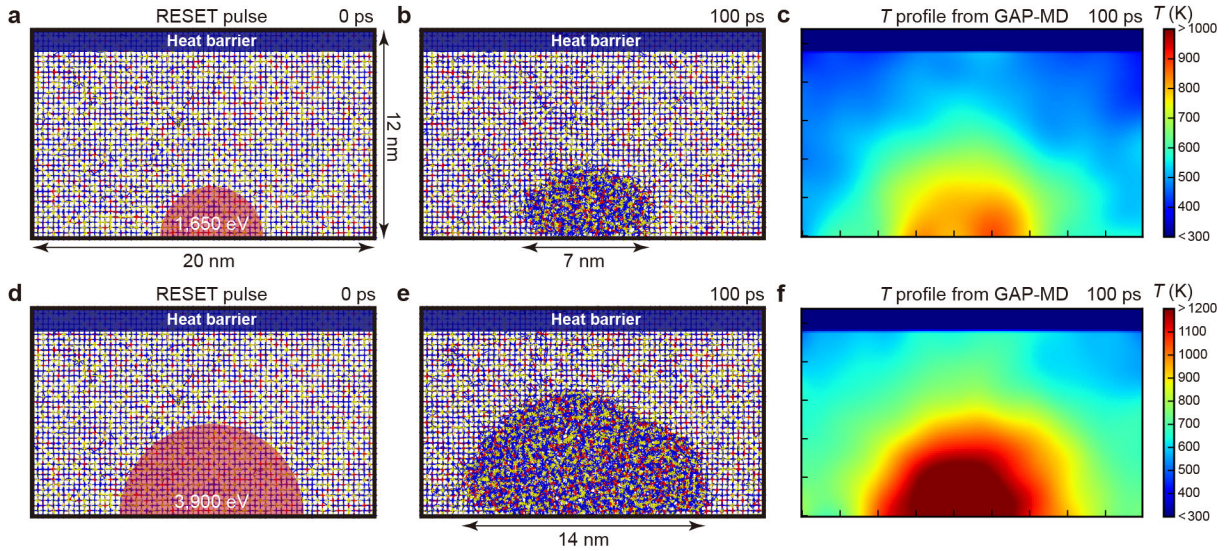 a RESET pulse 0 ps
Heat barrier
1.650 eV
20 nm
12 nm
b 100 ps
Heat barrier
7 nm
c T profile from GAP-MD 100 ps T (K)
>1000
900
800
700
600
500
400
<300
d RESET pulse 0 ps
Heat barrier
3.900 eV
e 100 ps
Heat barrier
14 nm
f T profile from GAP-MD 100 ps T (K)
>1200
1100
1000
900
800
700
600
500
400
<300